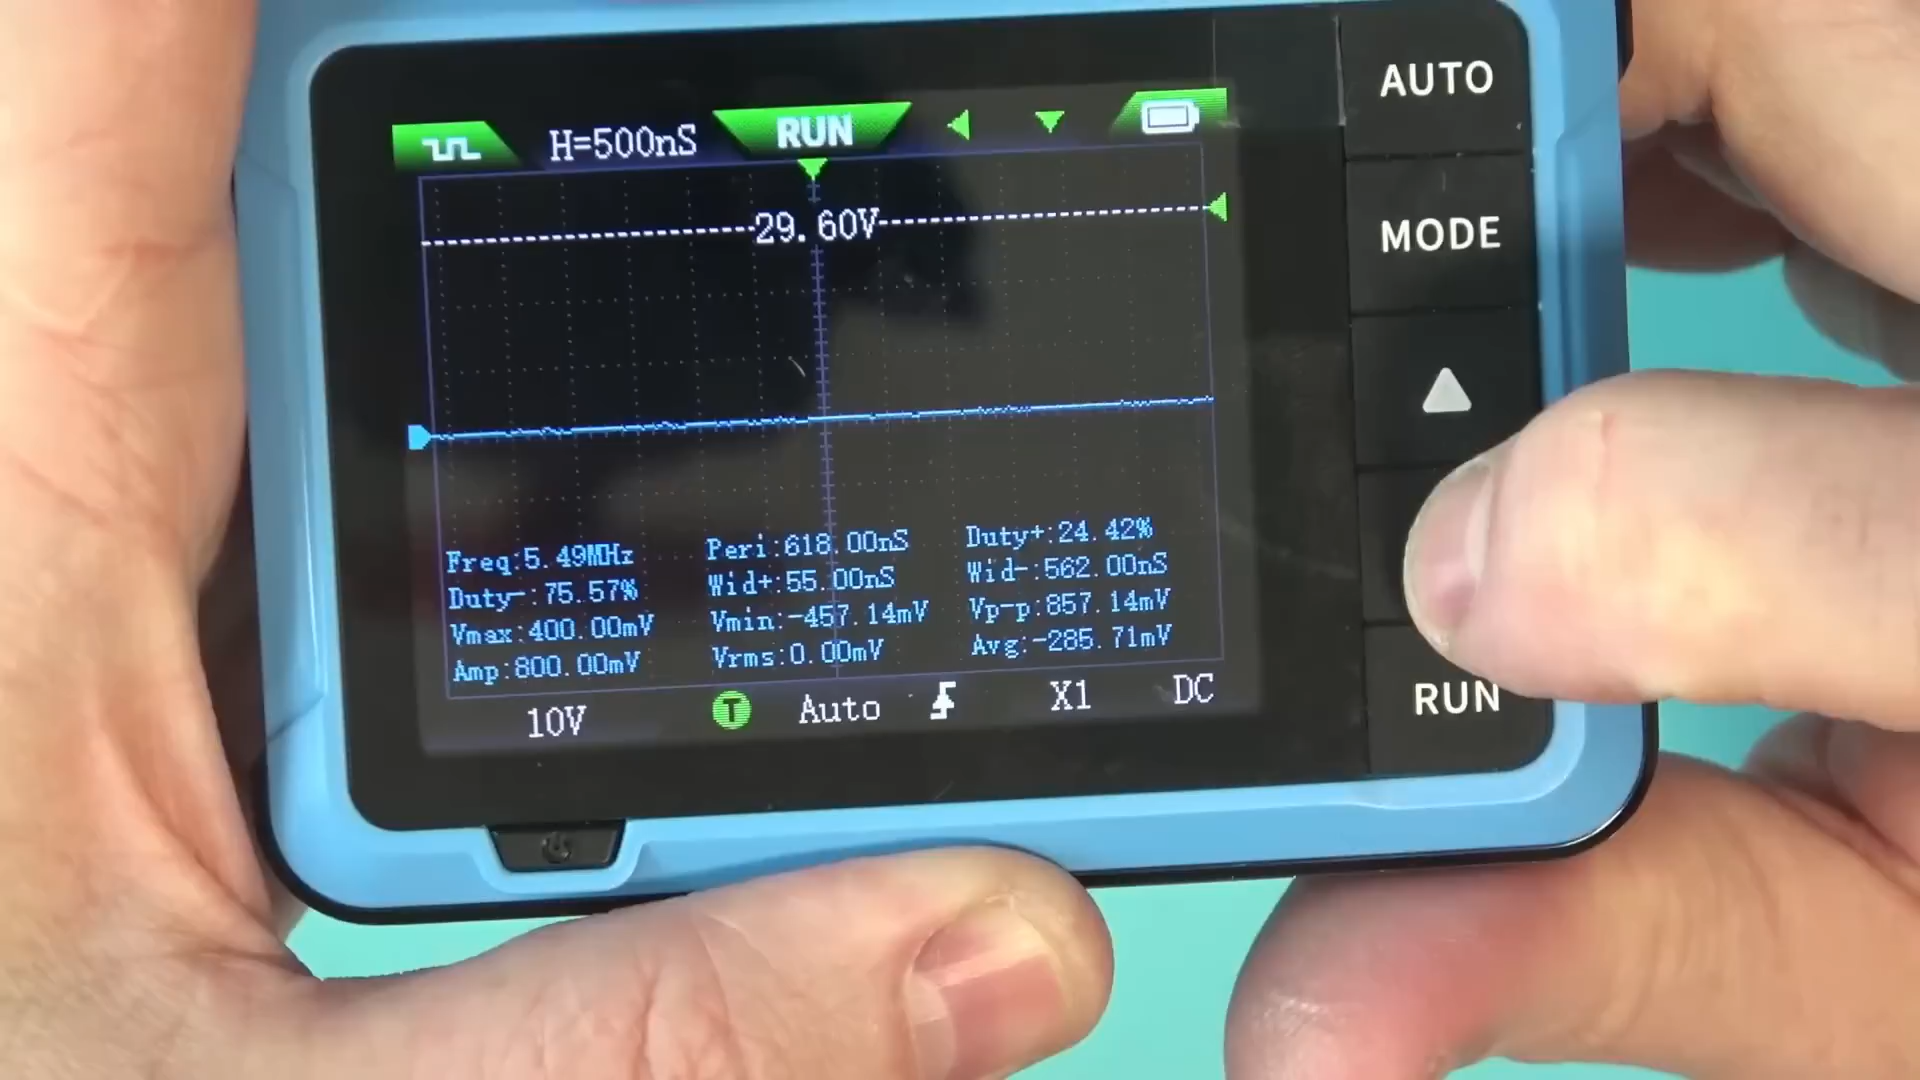 H=500nS RUN
29.60V
Freq:5.49MHz Peri:618.00nS Duty+:24.42%
Duty-:75.57% Wid+:55.00nS Wid-:562.00nS
Vmax:400.00mV Vmin:-457.14mV Vp-p:857.14mV
Amp:800.00mV Vrms:0.00mV Avg:-285.71mV
10V T Auto X1 DC
AUTO
MODE
RUN